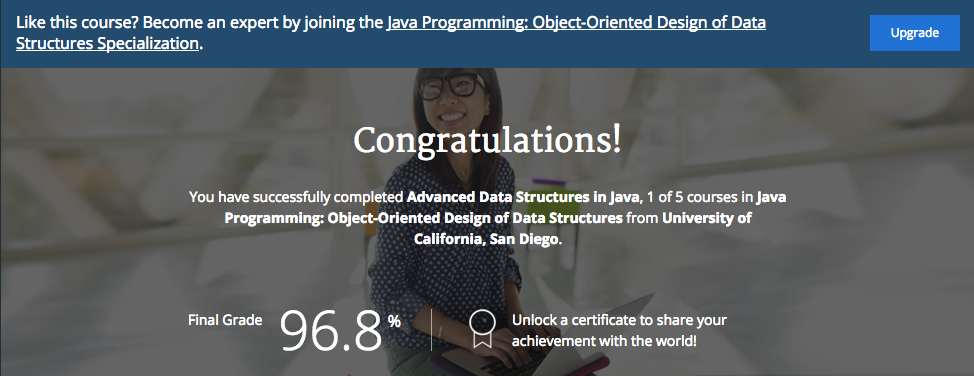 Like this course? Become an expert by joining the Java Programming: Object-Oriented Design of Data
Structures Specialization.
Upgrade
Congratulations!
You have successfully completed Advanced Data Structures in Java, 1 of 5 courses in Java
Programming: Object-Oriented Design of Data Structures from University of
California, San Diego.
Final Grade 96.8 %
Unlock a certificate to share your
achievement with the world!